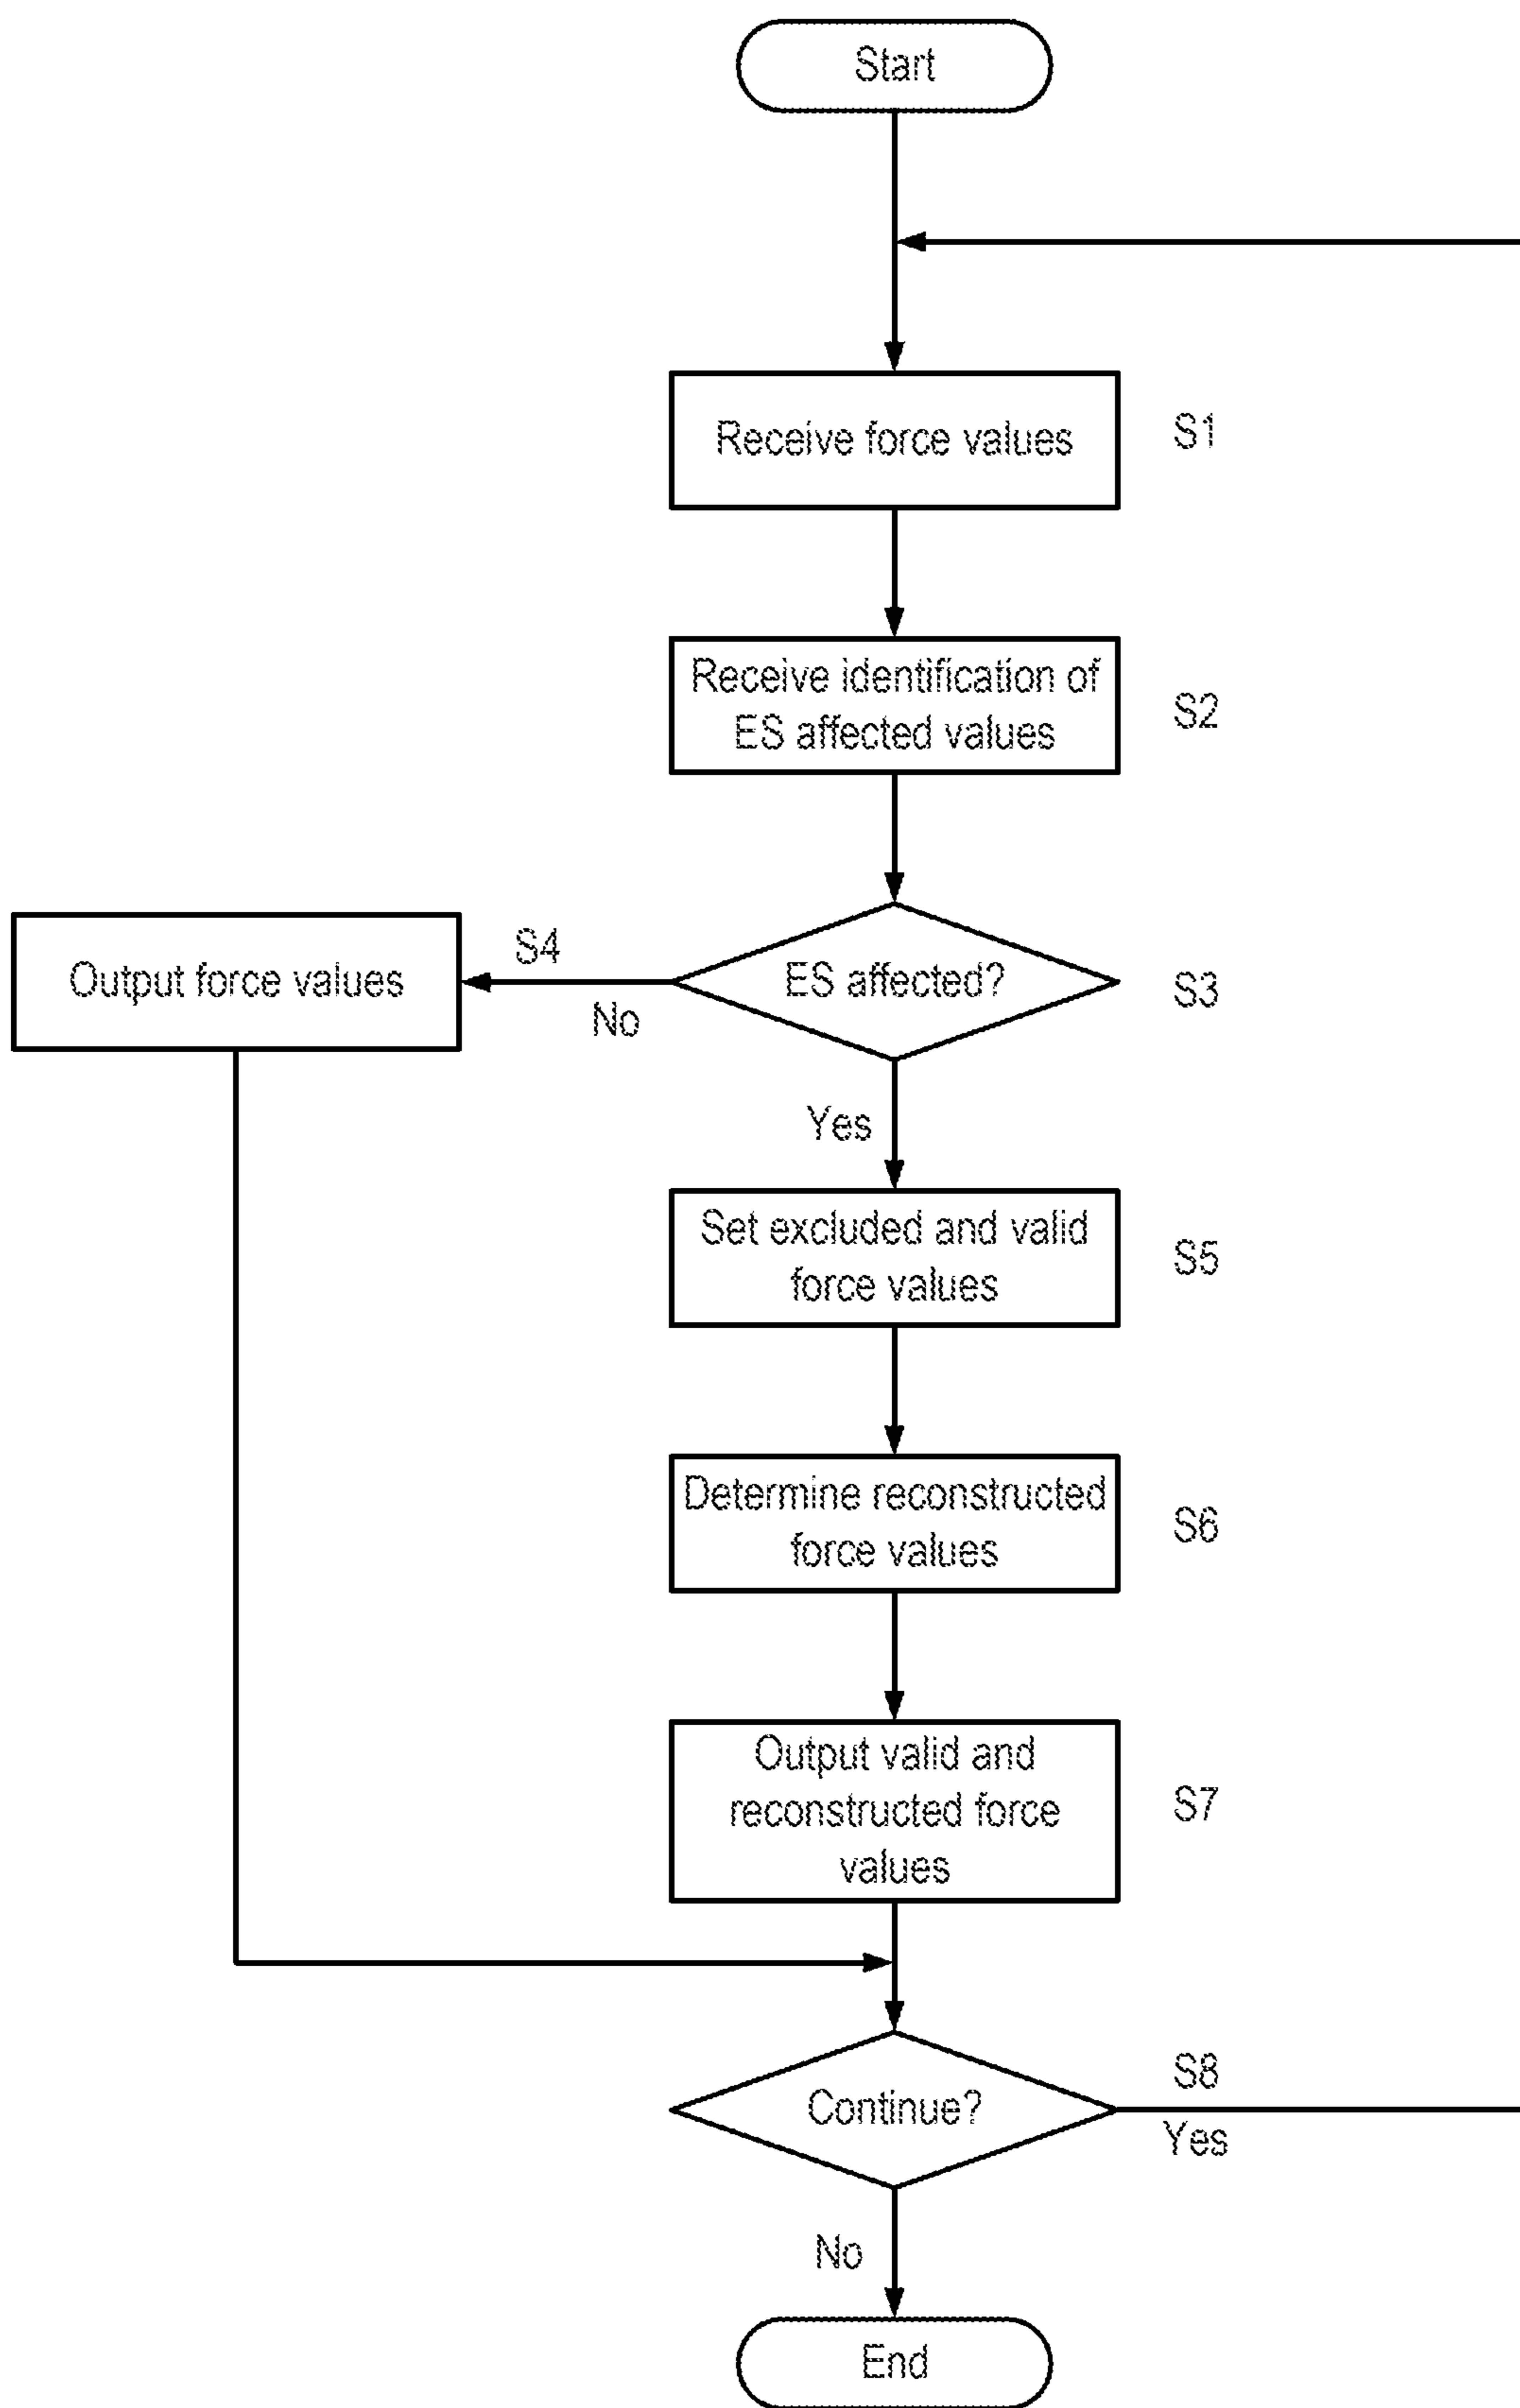 Start
Receive force values
S1
Receive identification of
ES affected values
S2
Output force values
S4
No
ES affected?
S3
Yes
Set excluded and valid
force values
S5
Determine reconstructed
force values
S6
Output valid and
reconstructed force
values
S7
Continue?
S8
Yes
No
End